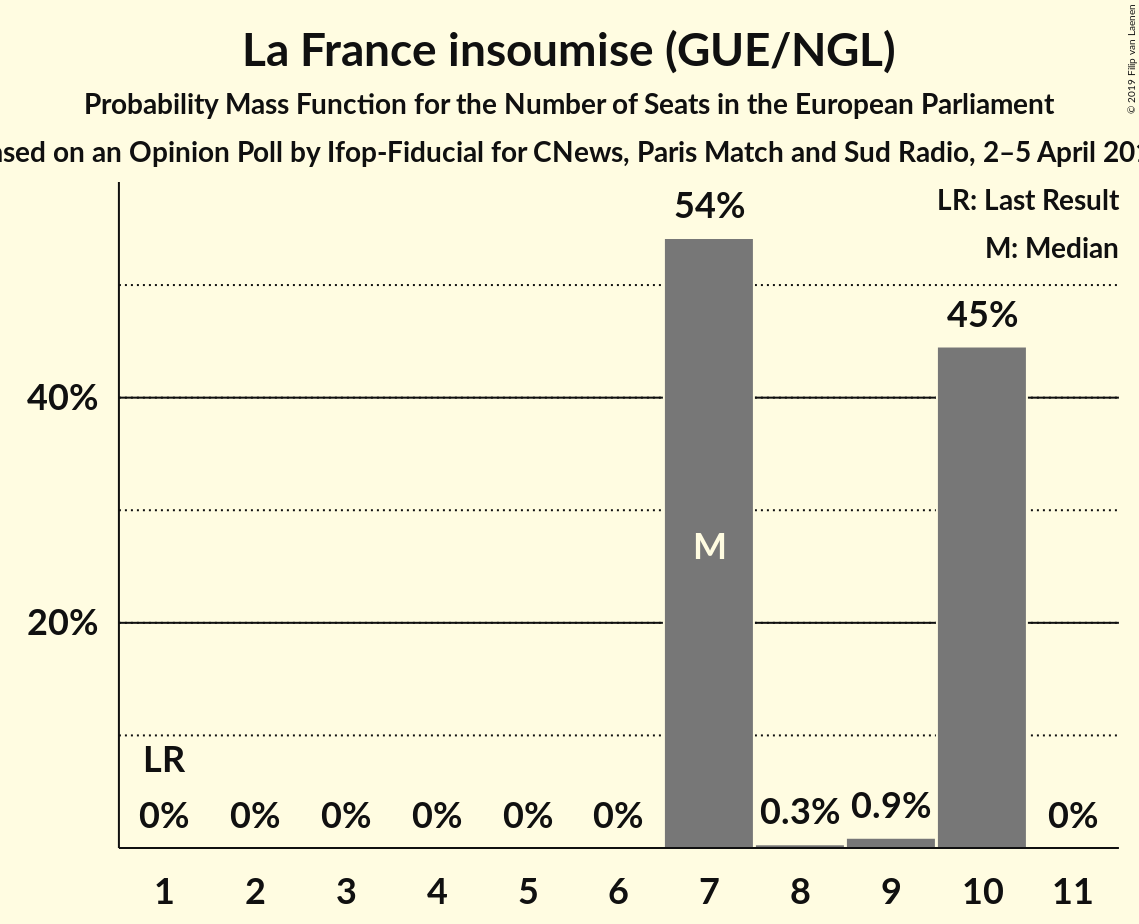 La France insoumise (GUE/NGL)
Probability Mass Function for the Number of Seats in the European Parliament
on an Opinion Poll by Ifop-Fiducial for CNews, Paris Match and Sud Radio, 2–5 April
© 2019 Filip van Laenen
LR: Last Result
M: Median
54%
45%
40%
M
20%
LR
0% 0% 0% 0% 0% 0% 0.3% 0.9% 0%
1 2 3 4 5 6 7 8 9 10 11